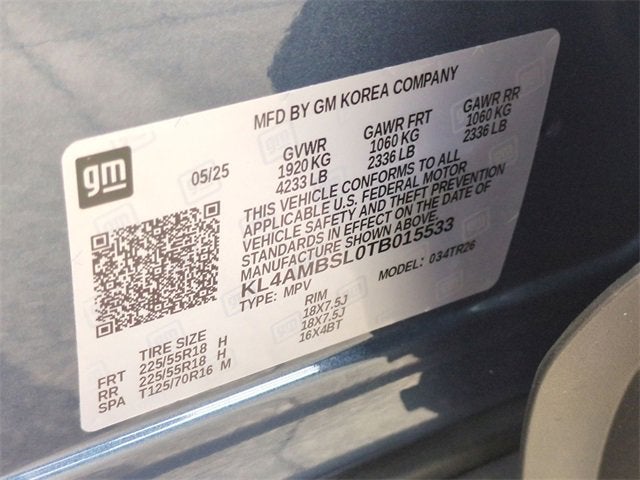 MFD BY GM KOREA COMPANY
gm
05/25
GVWR GAWR FRT GAWR RR
1920 KG 1060 KG 1060 KG
4233 LB 2336 LB 2336 LB
THIS VEHICLE CONFORMS TO ALL
APPLICABLE U.S. FEDERAL MOTOR
VEHICLE SAFETY AND THEFT PREVENTION
STANDARDS IN EFFECT ON THE DATE OF
MANUFACTURE SHOWN ABOVE.
KL4AMBSL0TB015533
TYPE: MPV MODEL: 034TR26
TIRE SIZE RIM
FRT 225/55R18 H 18X7.5J
RR 225/55R18 H 18X7.5J
SPA T125/70R16 M 16X4BT